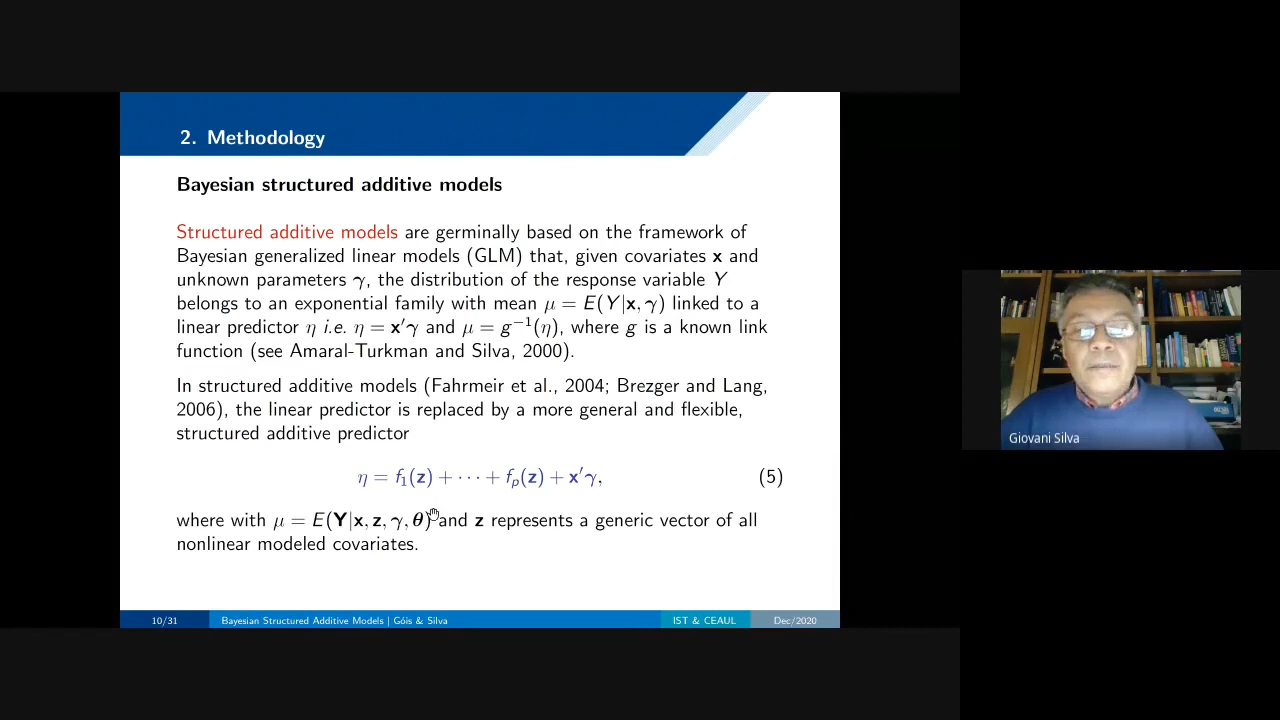 2. Methodology
Bayesian structured additive models
Structured additive models are germinally based on the framework of
Bayesian generalized linear models (GLM) that, given covariates x and
unknown parameters γ, the distribution of the response variable Y
belongs to an exponential family with mean μ = E(Y|x, γ) linked to a
linear predictor η i.e. η = x′γ and μ = g⁻¹(η), where g is a known link
function (see Amaral-Turkman and Silva, 2000).
In structured additive models (Fahrmeir et al., 2004; Brezger and Lang,
2006), the linear predictor is replaced by a more general and flexible,
structured additive predictor
η = f₁(z) + ··· + fₚ(z) + x′γ, (5)
where with μ = E(Y|x, z, γ, θ) and z represents a generic vector of all
nonlinear modeled covariates.
10/31 Bayesian Structured Additive Models | Góis & Silva IST & CEAUL Dec/2020
Giovani Silva